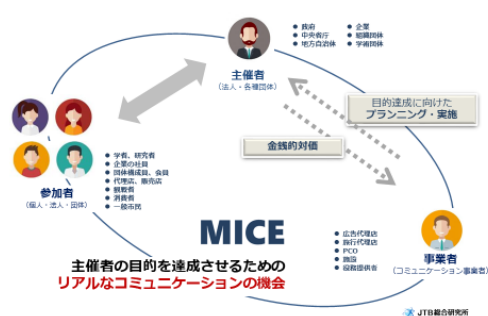 ● 政府
● 中央省庁
● 地方自治体
● 企業
● 組織団体
● 学術団体
主催者
（法人・各種団体）
目的達成に向けた
プランニング・実施
金銭的対価
参加者
（個人・法人・団体）
● 学者、研究者
● 企業の社員
● 団体構成員、会員
● 代理店、販売店
● 観戦者
● 消費者
● 一般市民
MICE
主催者の目的を達成させるための
リアルなコミュニケーションの機会
● 広告代理店
● 旅行代理店
● PCO
● 施設
● 役務提供者
事業者
（コミュニケーション事業者）
JTB総合研究所